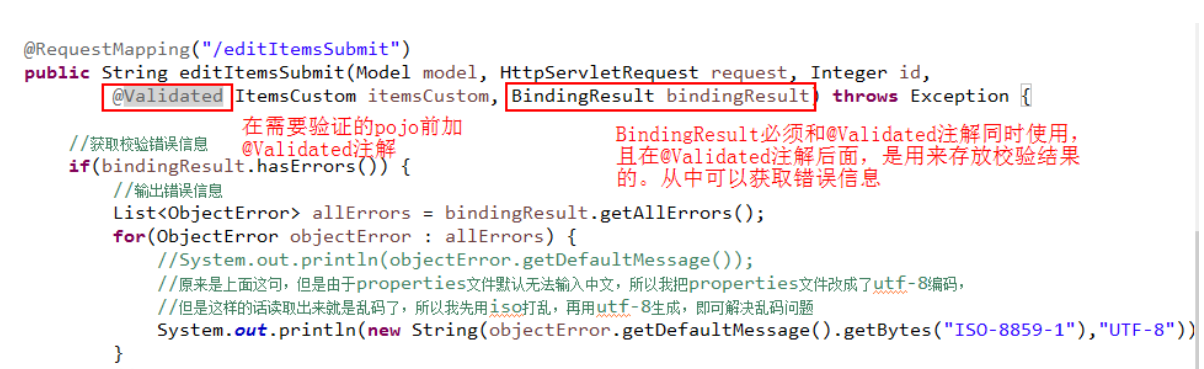 @RequestMapping("/editItemsSubmit")
public String editItemsSubmit(Model model, HttpServletRequest request, Integer id,
@Validated ItemsCustom itemsCustom, BindingResult bindingResult) throws Exception {
在需要验证的pojo前加
@Validated注解
BindingResult必须和@Validated注解同时使用，
且在@Validated注解后面，是用来存放校验结果
的。从中可以获取错误信息
//获取校验错误信息
if(bindingResult.hasErrors()) {
//输出错误信息
List<ObjectError> allErrors = bindingResult.getAllErrors();
for(ObjectError objectError : allErrors) {
//System.out.println(objectError.getDefaultMessage());
//原来是上面这句，但是由于properties文件默认无法输入中文，所以我把properties文件改成了utf-8编码，
//但是这样的话读取出来就是乱码了，所以我先用iso打乱，再用utf-8生成，即可解决乱码问题
System.out.println(new String(objectError.getDefaultMessage().getBytes("ISO-8859-1"),"UTF-8"))
}